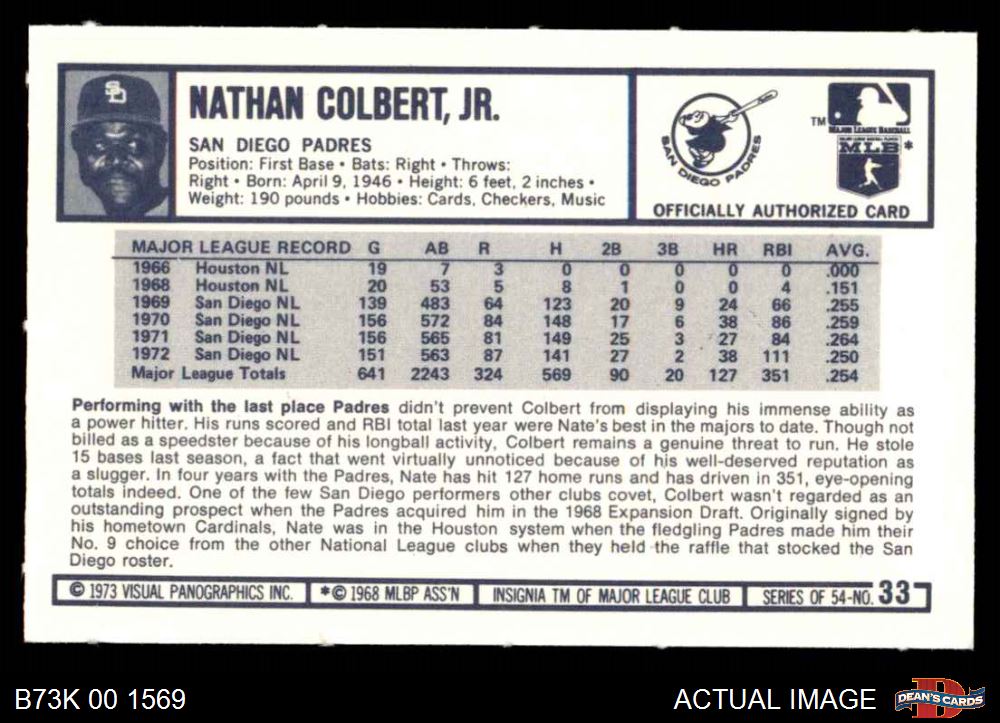 SD
NATHAN COLBERT, JR.
SAN DIEGO PADRES
Position: First Base • Bats: Right • Throws:
Right • Born: April 9, 1946 • Height: 6 feet, 2 inches •
Weight: 190 pounds • Hobbies: Cards, Checkers, Music
SAN DIEGO PADRES
TM
MAJOR LEAGUE BASEBALL
MLB *
OFFICIALLY AUTHORIZED CARD
MAJOR LEAGUE RECORD G AB R H 2B 3B HR RBI AVG.
1966 Houston NL 19 7 3 0 0 0 0 0 .000
1968 Houston NL 20 53 5 8 1 0 0 4 .151
1969 San Diego NL 139 483 64 123 20 9 24 66 .255
1970 San Diego NL 156 572 84 148 17 6 38 86 .259
1971 San Diego NL 156 565 81 149 25 3 27 84 .264
1972 San Diego NL 151 563 87 141 27 2 38 111 .250
Major League Totals 641 2243 324 569 90 20 127 351 .254
Performing with the last place Padres didn't prevent Colbert from displaying his immense ability as
a power hitter. His runs scored and RBI total last year were Nate's best in the majors to date. Though not
billed as a speedster because of his longball activity, Colbert remains a genuine threat to run. He stole
15 bases last season, a fact that went virtually unnoticed because of his well-deserved reputation as
a slugger. In four years with the Padres, Nate has hit 127 home runs and has driven in 351, eye-opening
totals indeed. One of the few San Diego performers other clubs covet, Colbert wasn't regarded as an
outstanding prospect when the Padres acquired him in the 1968 Expansion Draft. Originally signed by
his hometown Cardinals, Nate was in the Houston system when the fledgling Padres made him their
No. 9 choice from the other National League clubs when they held the raffle that stocked the San
Diego roster.
© 1973 VISUAL PANOGRAPHICS INC. *© 1968 MLBP ASS'N INSIGNIA TM OF MAJOR LEAGUE CLUB SERIES OF 54-NO. 33
B73K 00 1569 ACTUAL IMAGE DEAN'S CARDS